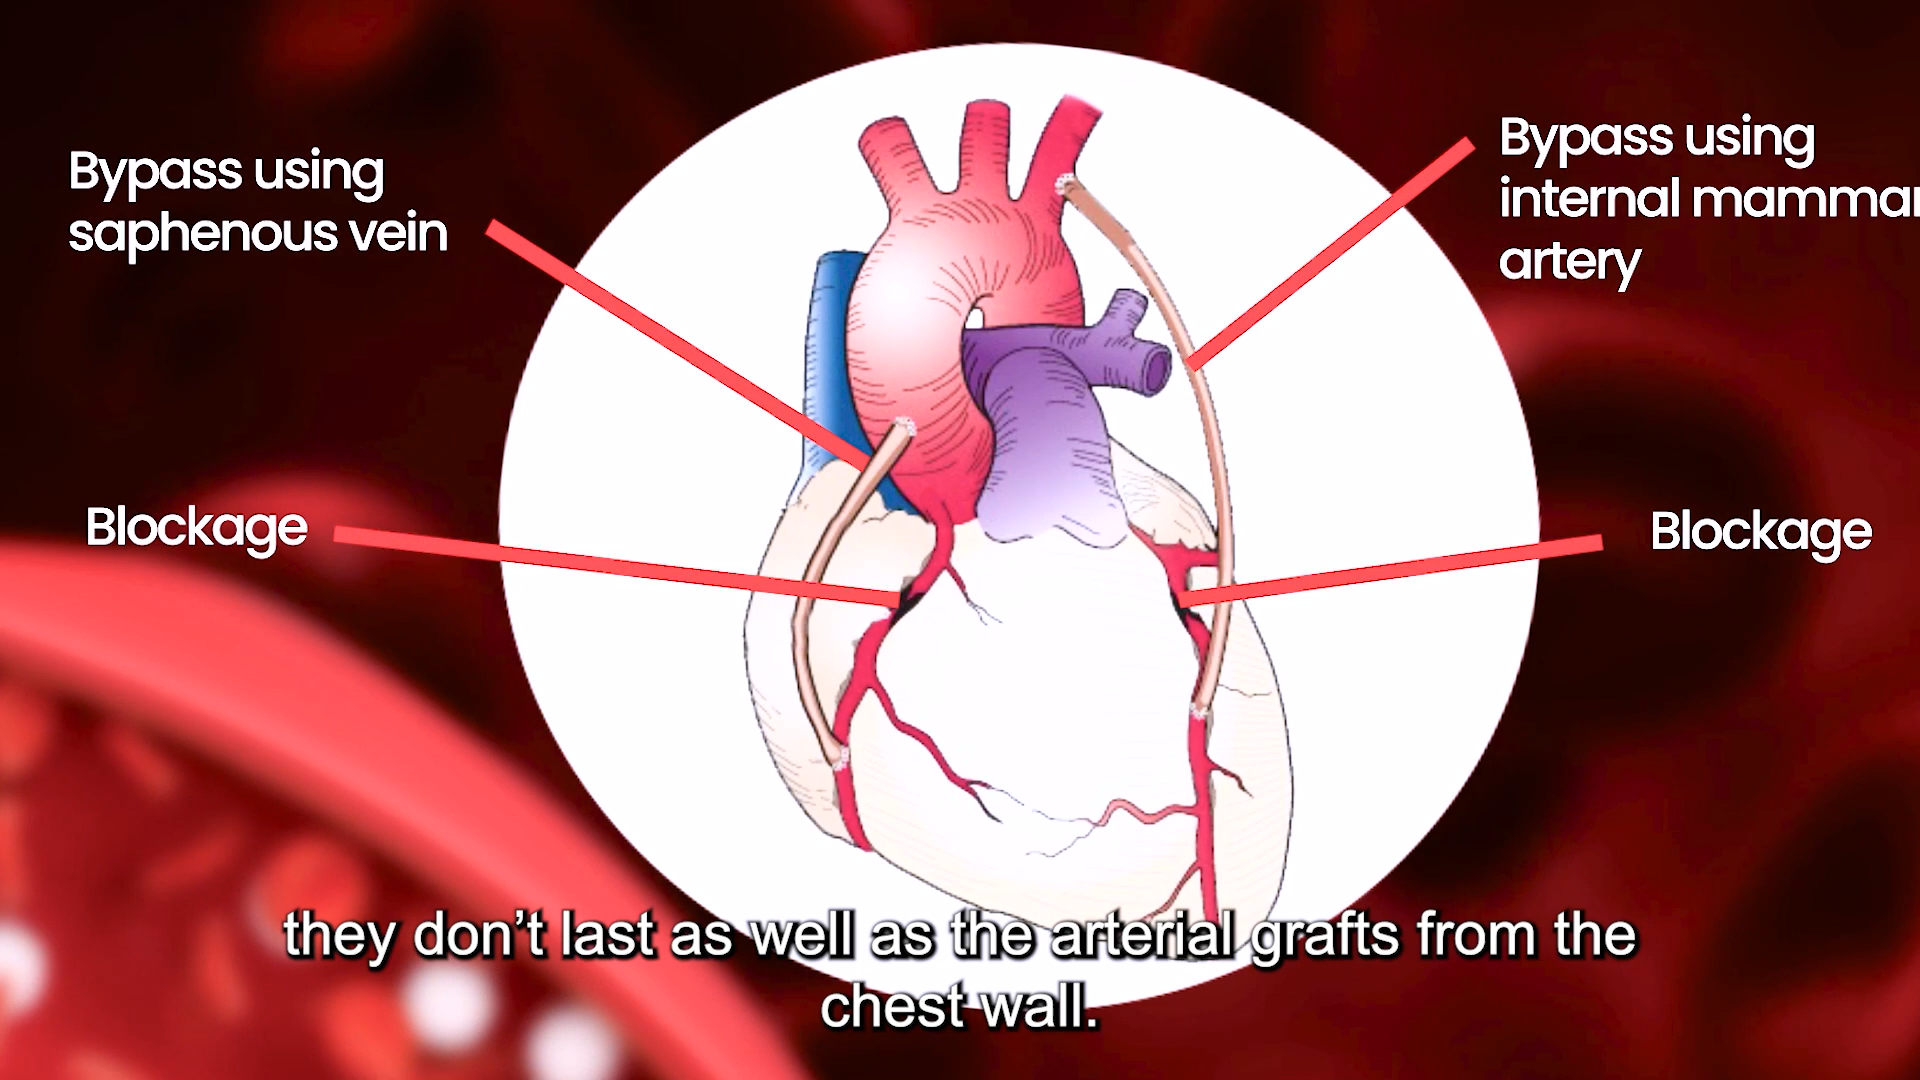 Bypass using
saphenous vein
Bypass using
internal mammar
artery
Blockage
Blockage
they don't last as well as the arterial grafts from the
chest wall.